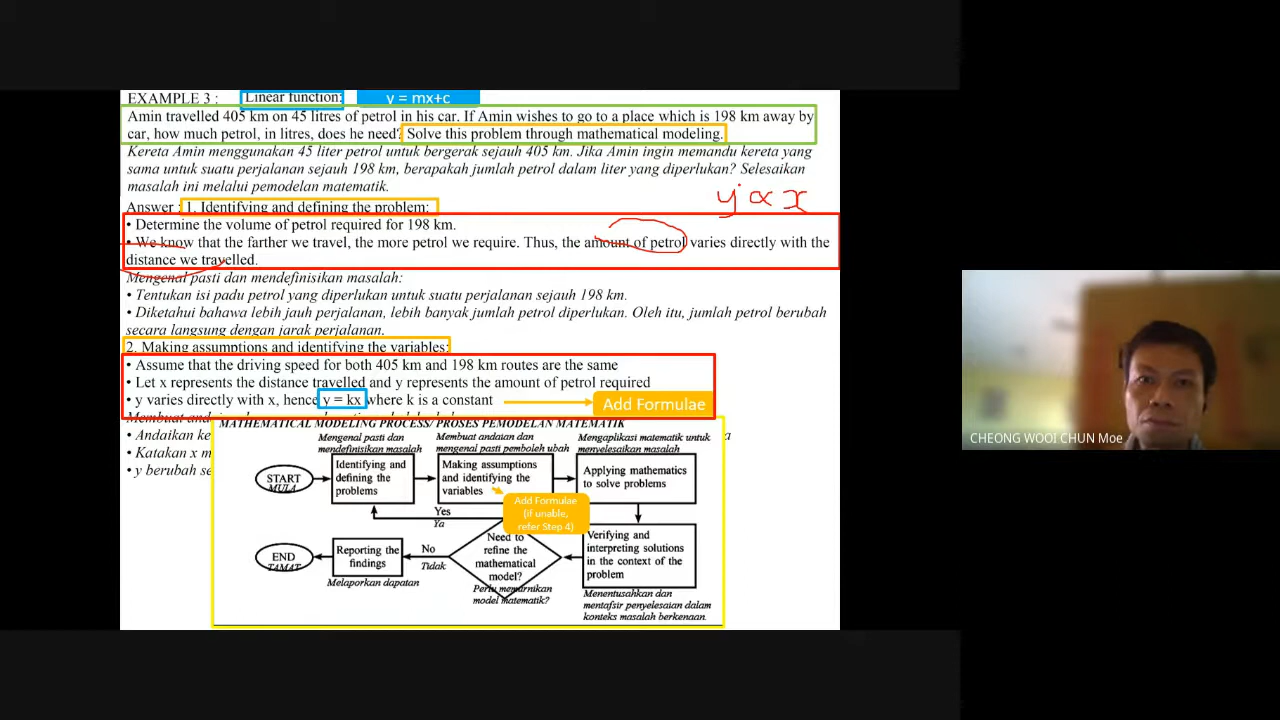 EXAMPLE 3 : Linear function: y = mx+c
Amin travelled 405 km on 45 litres of petrol in his car. If Amin wishes to go to a place which is 198 km away by
car, how much petrol, in litres, does he need? Solve this problem through mathematical modeling.
Kereta Amin menggunakan 45 liter petrol untuk bergerak sejauh 405 km. Jika Amin ingin memandu kereta yang
sama untuk suatu perjalanan sejauh 198 km, berapakah jumlah petrol dalam liter yang diperlukan? Selesaikan
masalah ini melalui pemodelan matematik.
y ∝ x
Answer : 1. Identifying and defining the problem:
• Determine the volume of petrol required for 198 km.
• We know that the farther we travel, the more petrol we require. Thus, the amount of petrol varies directly with the
distance we travelled.
Mengenal pasti dan mendefinisikan masalah:
• Tentukan isi padu petrol yang diperlukan untuk suatu perjalanan sejauh 198 km.
• Diketahui bahawa lebih jauh perjalanan, lebih banyak jumlah petrol diperlukan. Oleh itu, jumlah petrol berubah
secara langsung dengan jarak perjalanan.
2. Making assumptions and identifying the variables:
• Assume that the driving speed for both 405 km and 198 km routes are the same
• Let x represents the distance travelled and y represents the amount of petrol required
• y varies directly with x, hence y = kx where k is a constant
Add Formulae
• Andaikan ke
• Katakan x m
• y berubah se
MATHEMATICAL MODELING PROCESS/ PROSES PEMODELAN MATEMATIK
START
MULA
Mengenal pasti dan
mendefinisikan masalah
Identifying and
defining the
problems
Membuat andatan dan
mengenal pasti pemboleh ubah
Making assumptions
and identifying the
variables
Add Formulae
(if unable,
refer Step 4)
Mengaplikasi matematik untuk
menyelesaikan masalah
Applying mathematics
to solve problems
Verifying and
interpreting solutions
in the context of the
problem
Menentusahkan dan
mentafsir penyelesaian dalam
konteks masalah berkenaan.
Need to
refine the
mathematical
model?
Perlu memurnikan
model matematik?
Yes
Ya
No
Tidak
Reporting the
findings
Melaporkan dapatan
END
TAMAT
CHEONG WOOI CHUN Moe